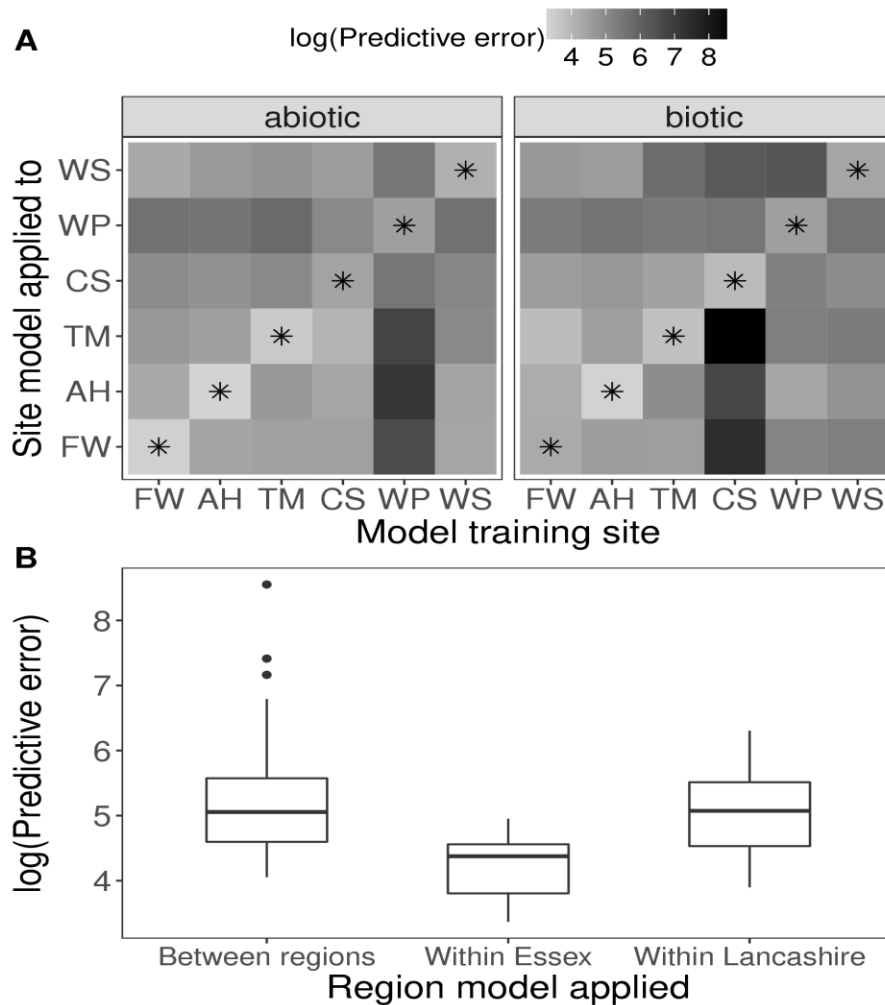 A
log(Predictive error)
4 5 6 7 8
abiotic
biotic
Site model applied to
WS
WP
CS
TM
AH
FW
FW AH TM CS WP WS
FW AH TM CS WP WS
Model training site
B
log(Predictive error)
8
7
6
5
4
Between regions
Within Essex
Within Lancashire
Region model applied